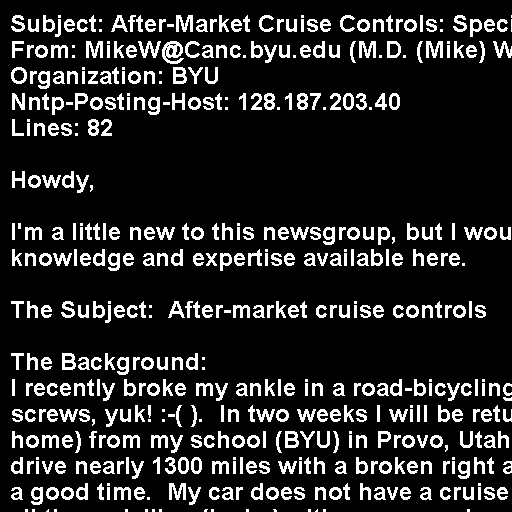 Subject: After-Market Cruise Controls: Speci
From: MikeW@Canc.byu.edu (M.D. (Mike) W
Organization: BYU
Nntp-Posting-Host: 128.187.203.40
Lines: 82

Howdy,

I'm a little new to this newsgroup, but I wou
knowledge and expertise available here.

The Subject:  After-market cruise controls

The Background:
I recently broke my ankle in a road-bicycling
screws, yuk! :-( ).  In two weeks I will be retu
home) from my school (BYU) in Provo, Utah
drive nearly 1300 miles with a broken right a
a good time.  My car does not have a cruise